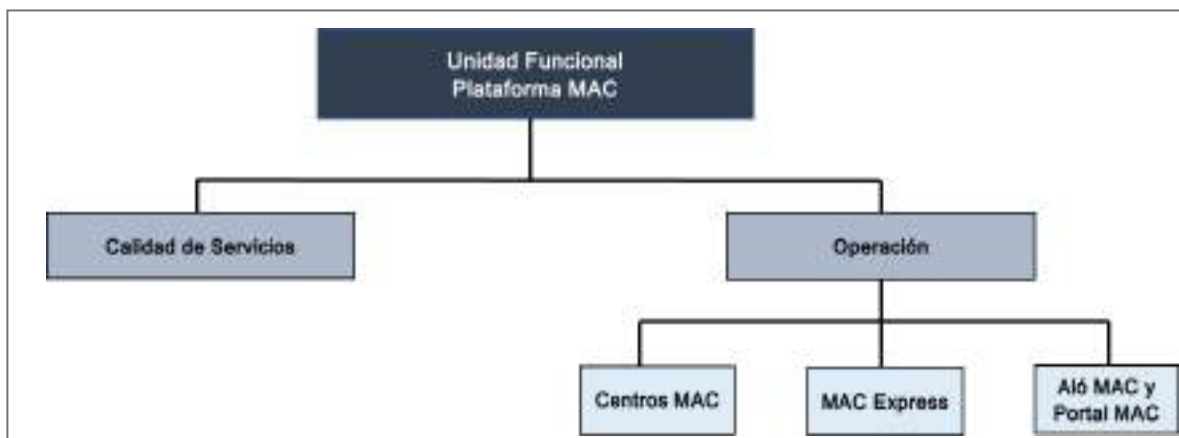 Unidad Funcional
Plataforma MAC
Calidad de Servicios
Operación
Centros MAC
MAC Express
Aló MAC y
Portal MAC